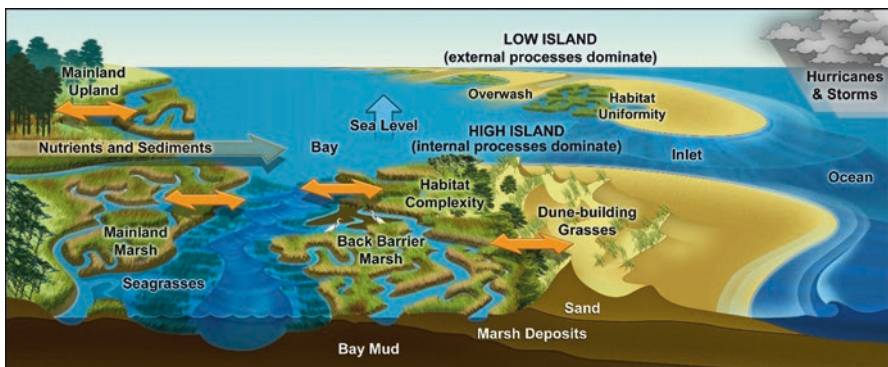 LOW ISLAND
(external processes dominate)
Mainland
Upland
Hurricanes
& Storms
Overwash
Habitat
Uniformity
Sea Level
HIGH ISLAND
(internal processes dominate)
Nutrients and Sediments
Bay
Inlet
Ocean
Habitat
Complexity
Dune-building
Grasses
Mainland
Marsh
Back Barrier
Marsh
Seagrasses
Sand
Marsh Deposits
Bay Mud